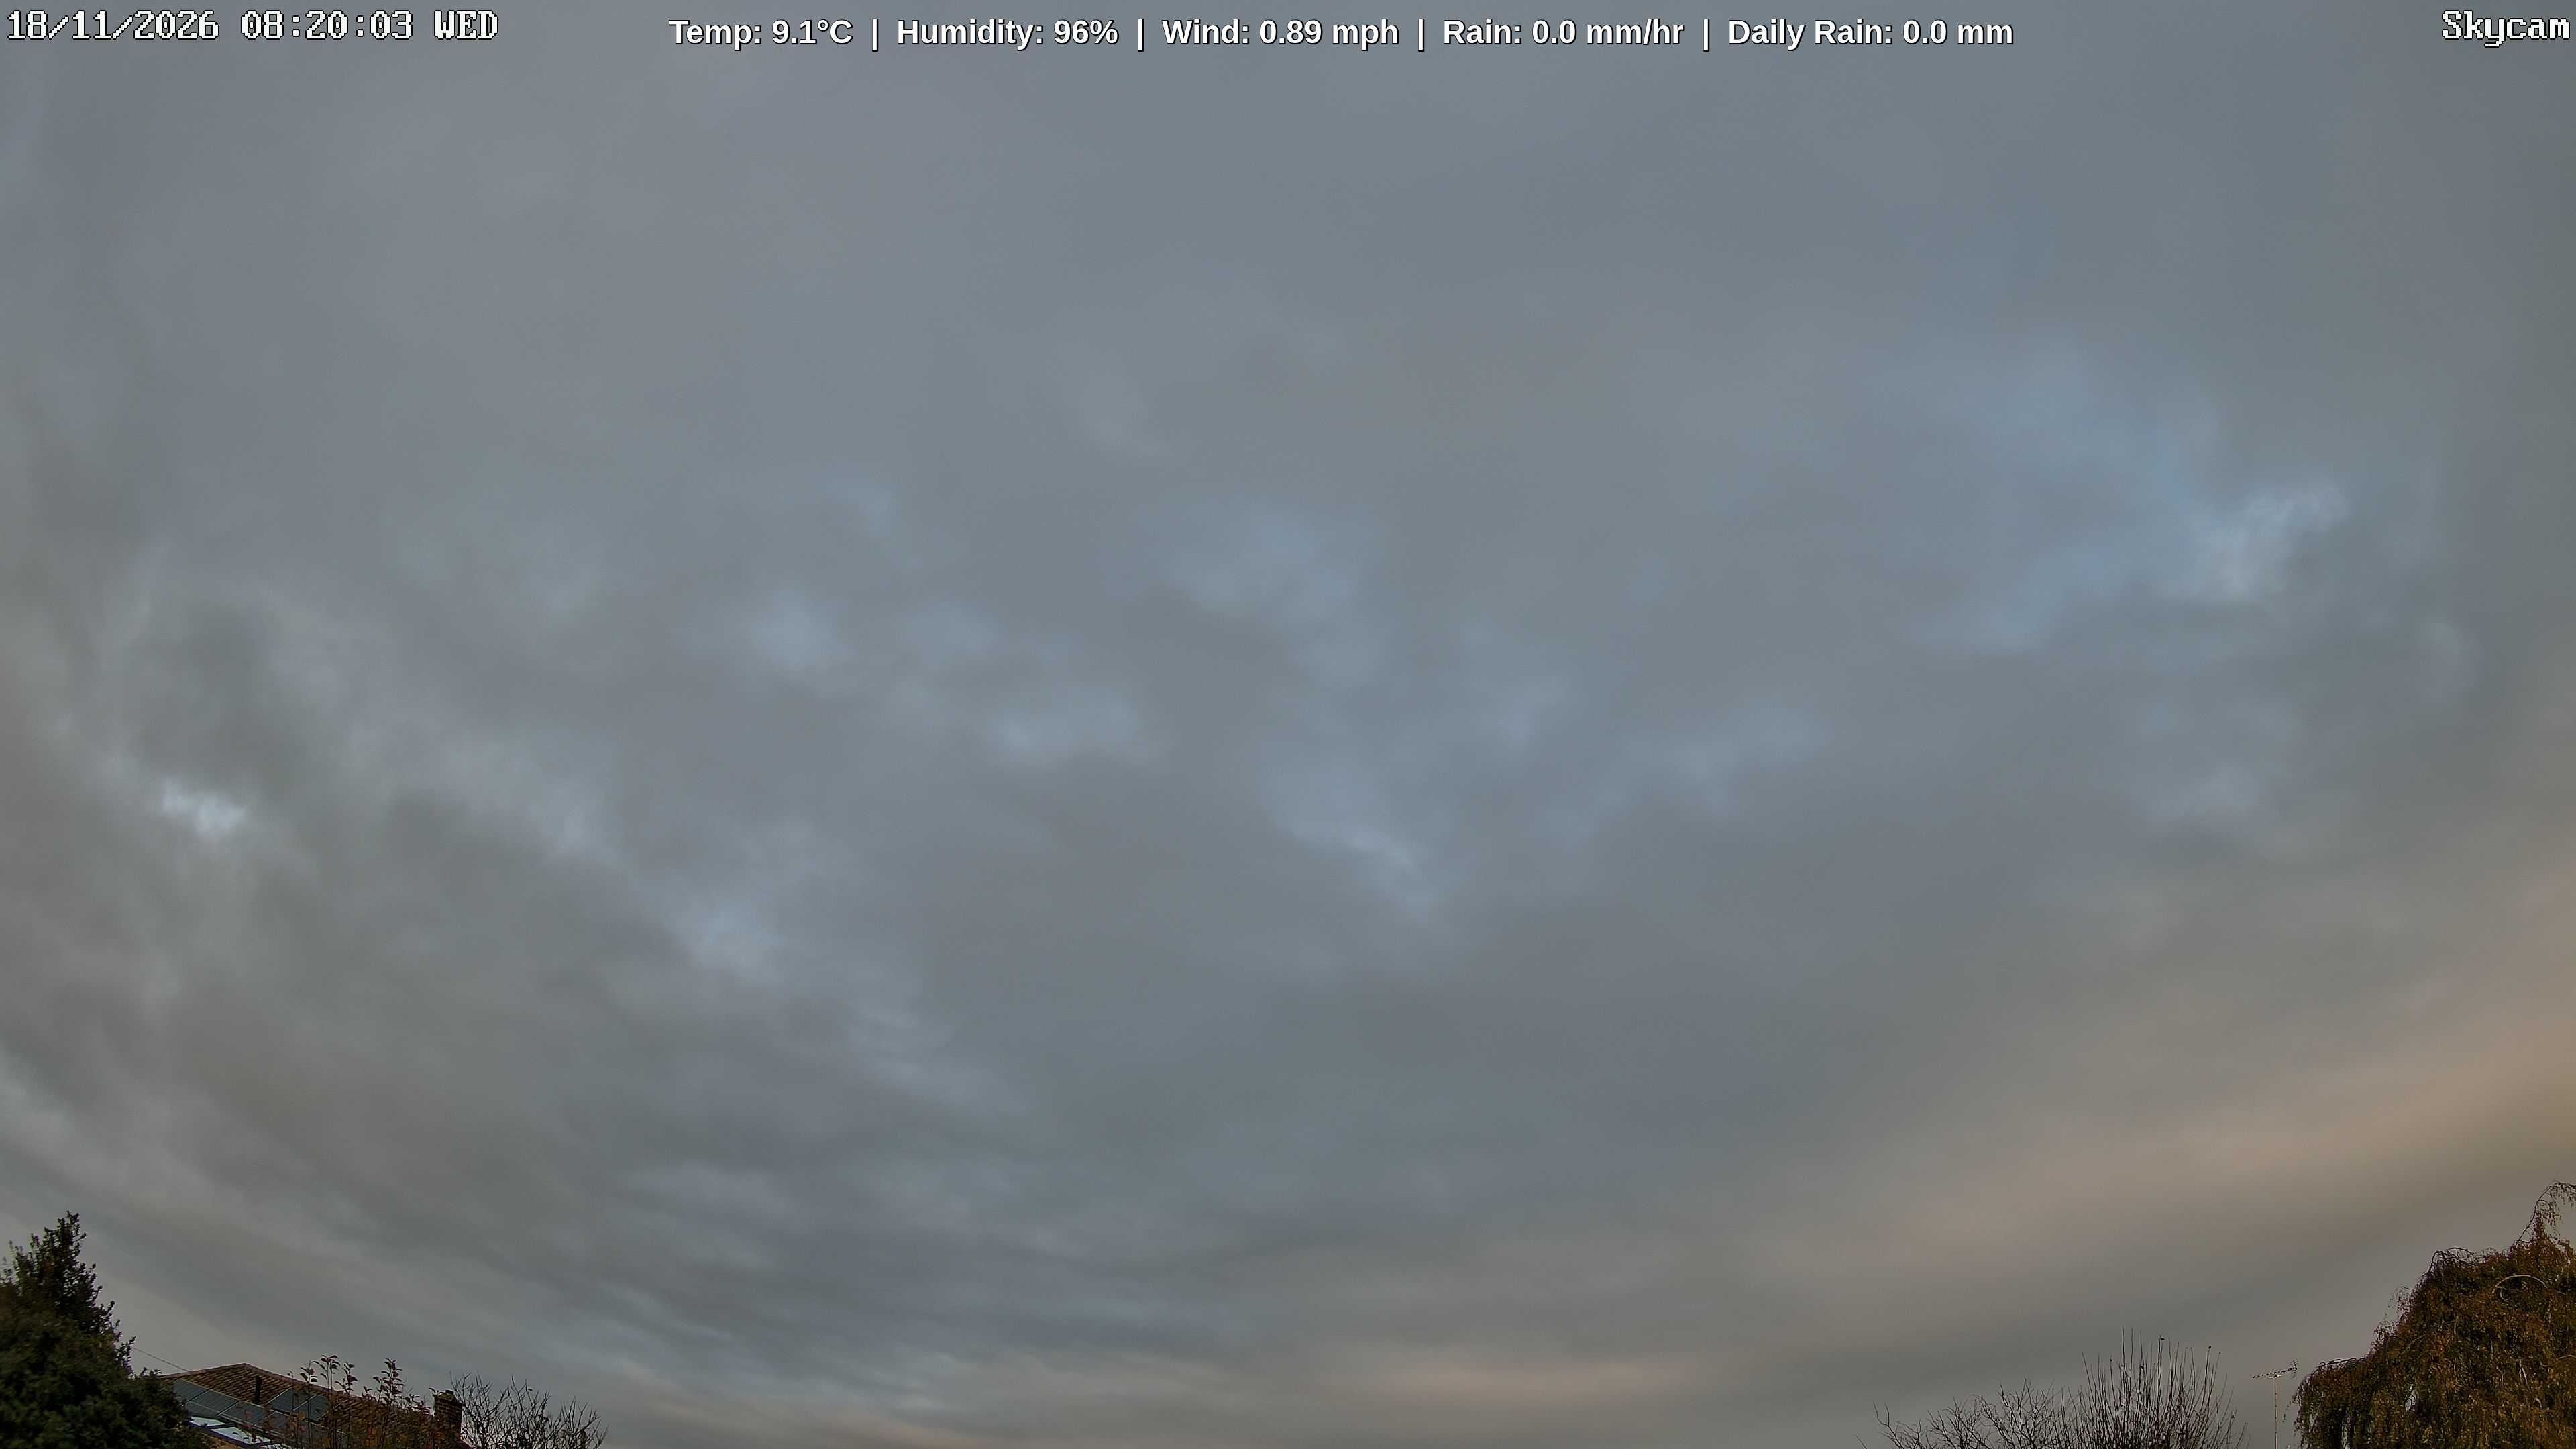 18/11/2026 08:20:03 WED
Temp: 9.1°C | Humidity: 96% | Wind: 0.89 mph | Rain: 0.0 mm/hr | Daily Rain: 0.0 mm
Skycam